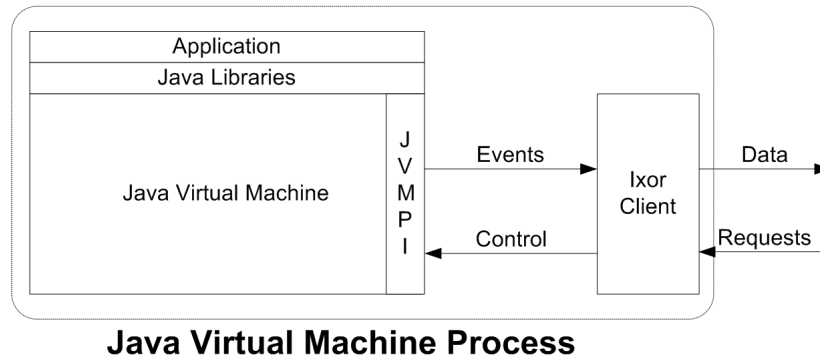 Application
Java Libraries
Java Virtual Machine
J
V
M
P
I
Events
Control
Ixor
Client
Data
Requests
Java Virtual Machine Process